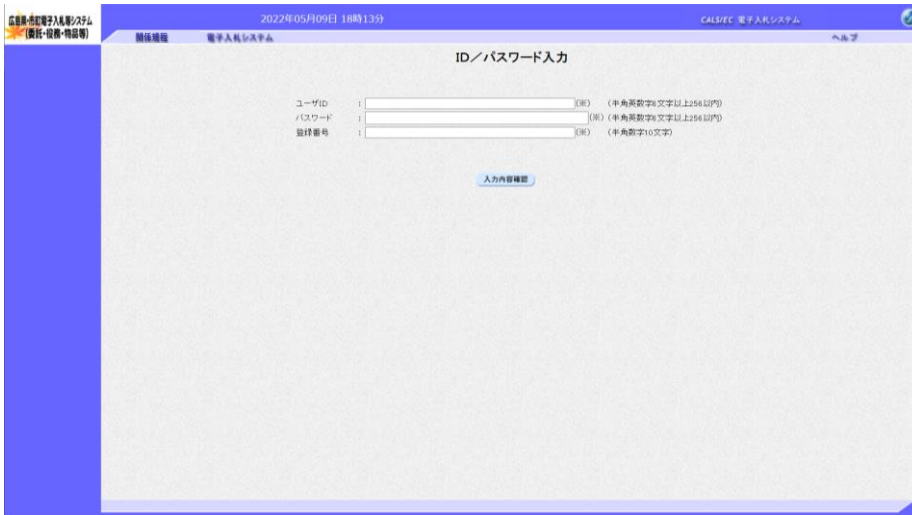 広島県・市町電子入札等システム
(委託・役務・物品等)
2022年05月09日 18時13分
CALS/EC 電子入札システム
関係規程 電子入札システム ヘルプ
ID／パスワード入力
ユーザID : (※) (半角英数字6文字以上256以内)
パスワード : (※) (半角英数字6文字以上256以内)
登録番号 : (※) (半角数字10文字)
入力内容確認